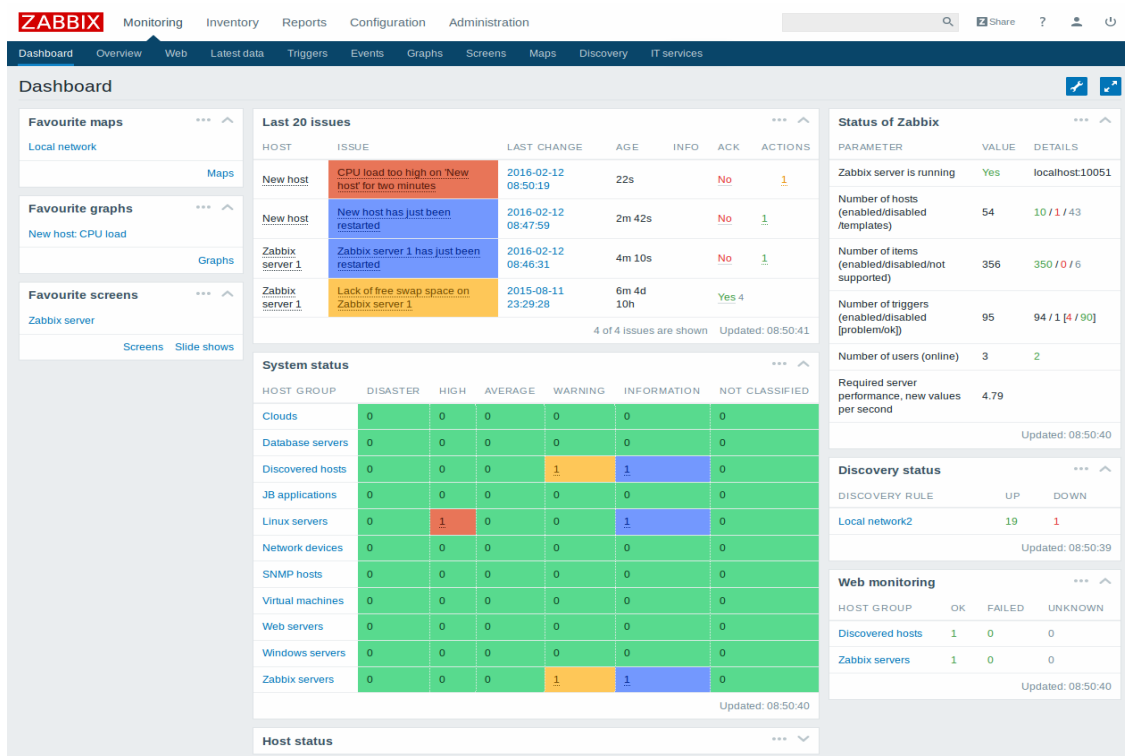 ZABBIX Monitoring Inventory Reports Configuration Administration Z Share ?
Dashboard Overview Web Latest data Triggers Events Graphs Screens Maps Discovery IT services
Dashboard
Favourite maps
Local network
Maps
Favourite graphs
New host: CPU load
Graphs
Favourite screens
Zabbix server
Screens Slide shows
Last 20 issues
HOST ISSUE LAST CHANGE AGE INFO ACK ACTIONS
New host CPU load too high on 'New host' for two minutes 2016-02-12 08:50:19 22s No 1
New host New host has just been restarted 2016-02-12 08:47:59 2m 42s No 1
Zabbix server 1 Zabbix server 1 has just been restarted 2016-02-12 08:46:31 4m 10s No 1
Zabbix server 1 Lack of free swap space on Zabbix server 1 2015-08-11 23:29:28 6m 4d 10h Yes 4
4 of 4 issues are shown Updated: 08:50:41
System status
HOST GROUP DISASTER HIGH AVERAGE WARNING INFORMATION NOT CLASSIFIED
Clouds 0 0 0 0 0 0
Database servers 0 0 0 0 0 0
Discovered hosts 0 0 0 1 1 0
JB applications 0 0 0 0 0 0
Linux servers 0 1 0 0 1 0
Network devices 0 0 0 0 0 0
SNMP hosts 0 0 0 0 0 0
Virtual machines 0 0 0 0 0 0
Web servers 0 0 0 0 0 0
Windows servers 0 0 0 0 0 0
Zabbix servers 0 0 0 1 1 0
Updated: 08:50:40
Host status
Status of Zabbix
PARAMETER VALUE DETAILS
Zabbix server is running Yes localhost:10051
Number of hosts (enabled/disabled /templates) 54 10 / 1 / 43
Number of items (enabled/disabled/not supported) 356 350 / 0 / 6
Number of triggers (enabled/disabled [problem/ok]) 95 94 / 1 [4 / 90]
Number of users (online) 3 2
Required server performance, new values per second 4.79
Updated: 08:50:40
Discovery status
DISCOVERY RULE UP DOWN
Local network2 19 1
Updated: 08:50:39
Web monitoring
HOST GROUP OK FAILED UNKNOWN
Discovered hosts 1 0 0
Zabbix servers 1 0 0
Updated: 08:50:40